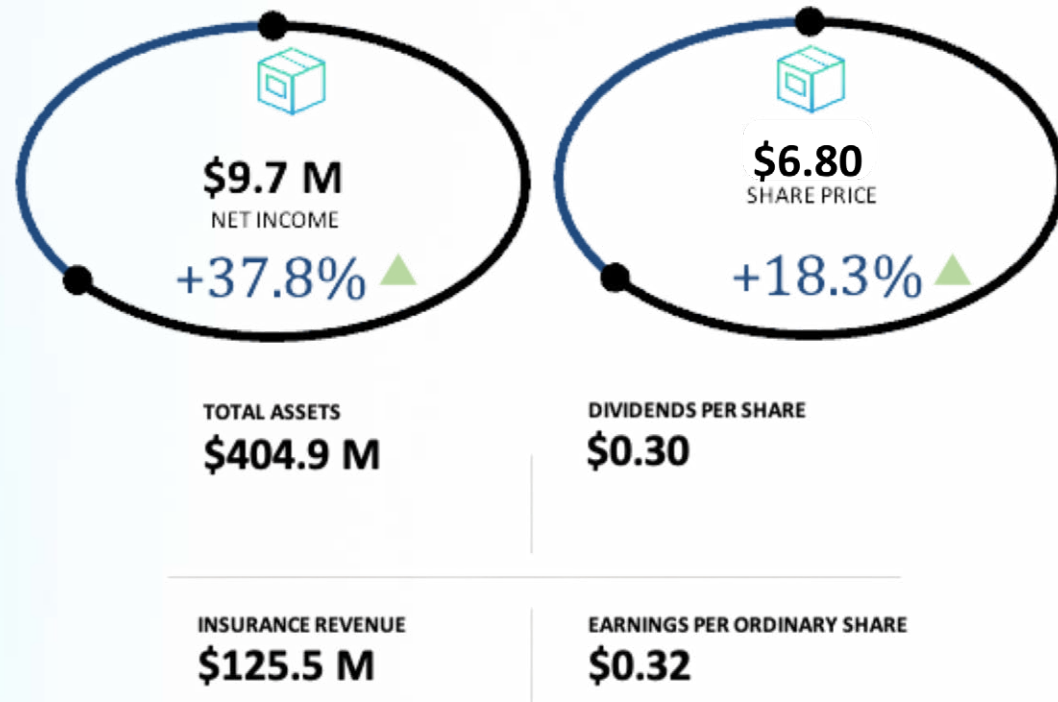 $9.7 M
NET INCOME
+37.8%
$6.80
SHARE PRICE
+18.3%
TOTAL ASSETS
$404.9 M
DIVIDENDS PER SHARE
$0.30
INSURANCE REVENUE
$125.5 M
EARNINGS PER ORDINARY SHARE
$0.32